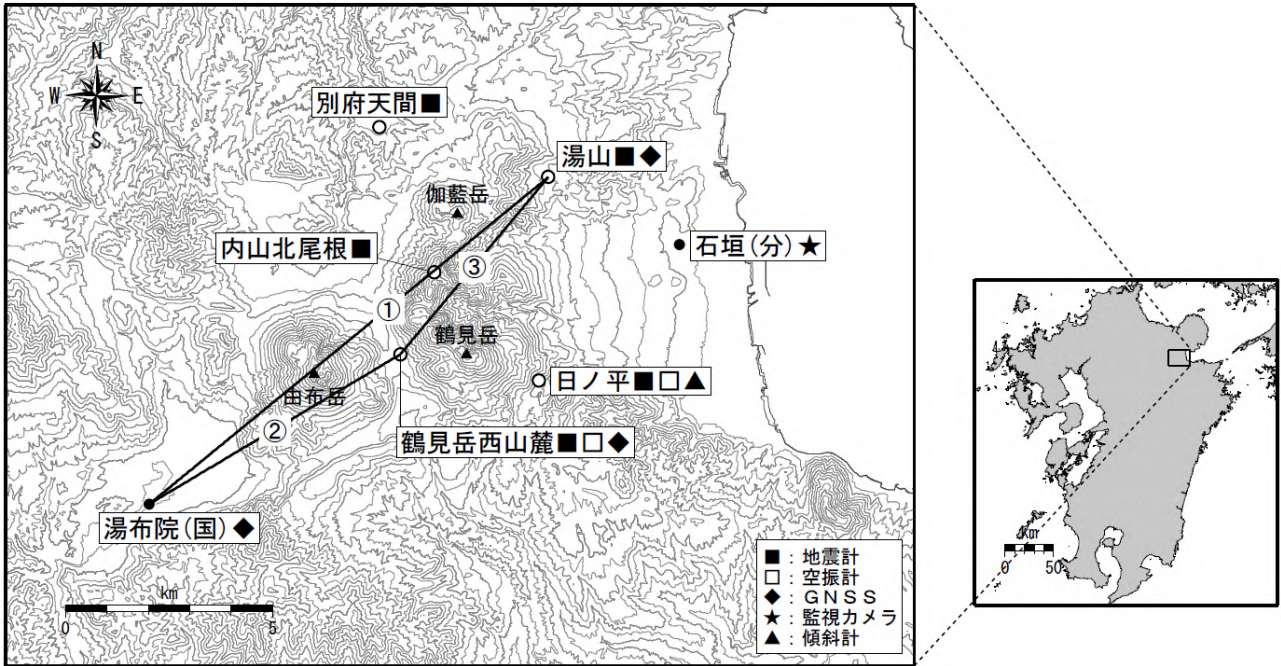 N
W E
S
別府天間■
湯山■◆
伽藍岳
内山北尾根■
石垣(分)★
③
①
鶴見岳
由布岳
日ノ平■□▲
②
鶴見岳西山麓■□◆
湯布院(国)◆
km
0 5
■:地震計
□:空振計
◆:GNSS
★:監視カメラ
▲:傾斜計
km
0 50